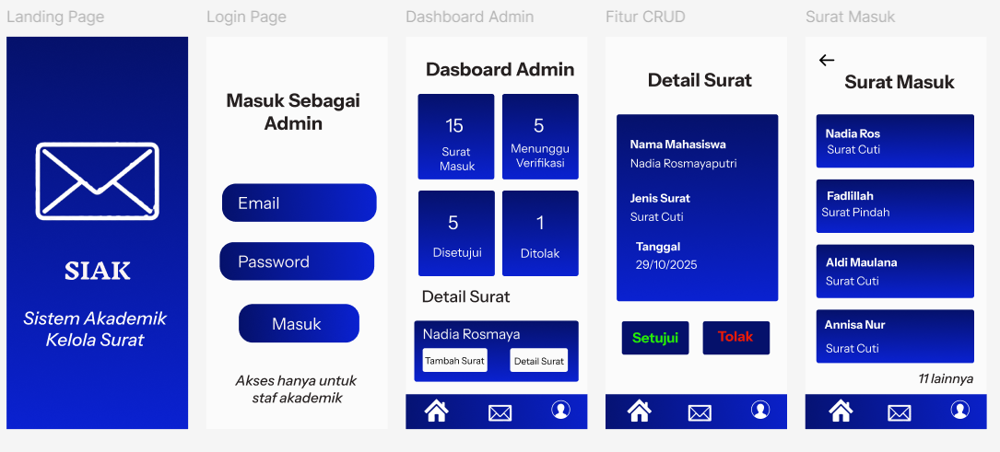 Landing Page
SIAK
Sistem Akademik
Kelola Surat
Login Page
Masuk Sebagai
Admin
Email
Password
Masuk
Akses hanya untuk
staf akademik
Dashboard Admin
Dasboard Admin
15
Surat
Masuk
5
Menunggu
Verifikasi
5
Disetujui
1
Ditolak
Detail Surat
Nadia Rosmaya
Tambah Surat
Detail Surat
Fitur CRUD
Detail Surat
Nama Mahasiswa
Nadia Rosmayaputri
Jenis Surat
Surat Cuti
Tanggal
29/10/2025
Setujui
Tolak
Surat Masuk
Surat Masuk
Nadia Ros
Surat Cuti
Fadlillah
Surat Pindah
Aldi Maulana
Surat Cuti
Annisa Nur
Surat Cuti
11 lainnya